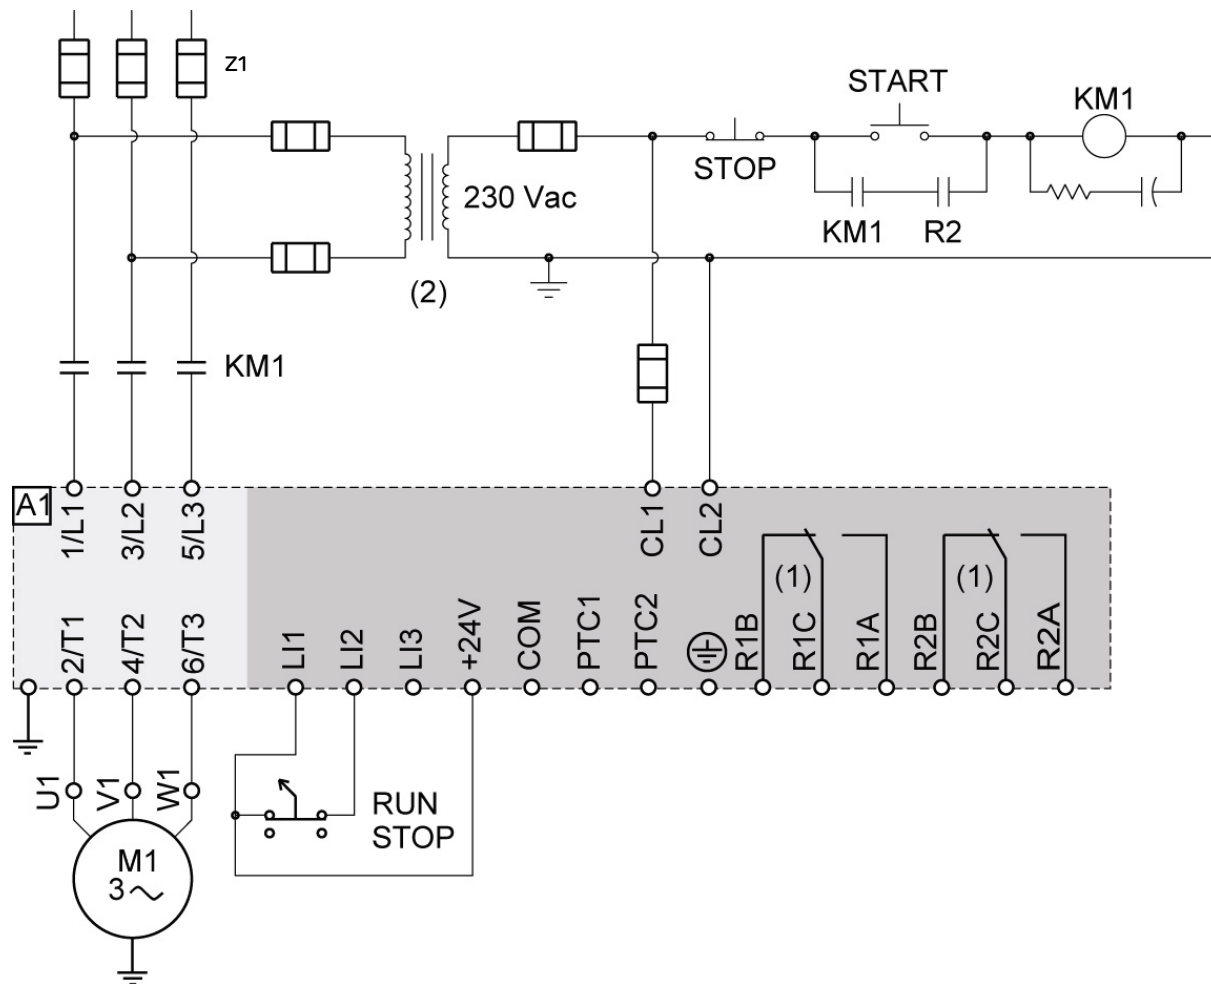 Z1
START
KM1
STOP
230 Vac
KM1
R2
(2)
KM1
A1
1/L1
3/L2
5/L3
CL1
CL2
(1)
(1)
2/T1
4/T2
6/T3
LI1
LI2
LI3
+24V
COM
PTC1
PTC2
R1B
R1C
R1A
R2B
R2C
R2A
U1
V1
W1
RUN
STOP
M1
3~